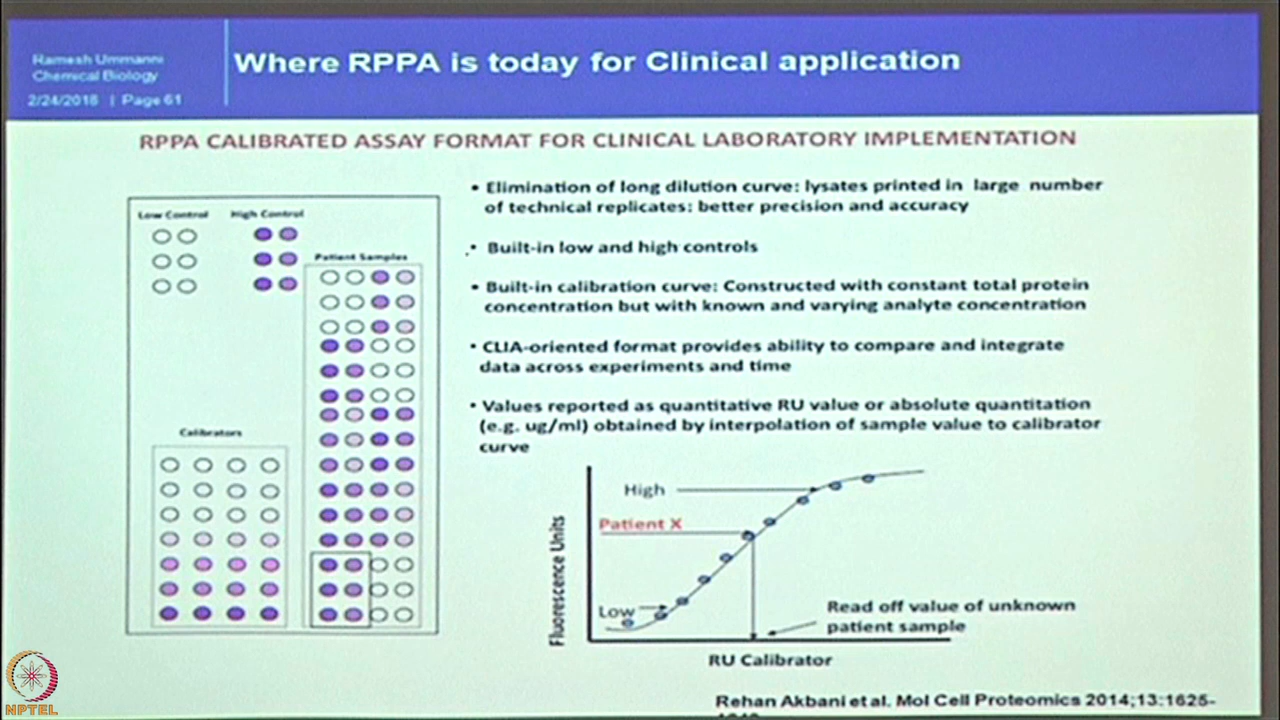 Ramesh Ummanni
Chemical Biology
2/24/2016 | Page 61
Where RPPA is today for Clinical application
RPPA CALIBRATED ASSAY FORMAT FOR CLINICAL LABORATORY IMPLEMENTATION
Low Control High Control
Patient Samples
Calibrators
• Elimination of long dilution curve: lysates printed in large number
of technical replicates: better precision and accuracy
• Built-in low and high controls
• Built-in calibration curve: Constructed with constant total protein
concentration but with known and varying analyte concentration
• CLIA-oriented format provides ability to compare and integrate
data across experiments and time
• Values reported as quantitative RU value or absolute quantitation
(e.g. ug/ml) obtained by interpolation of sample value to calibrator
curve
Fluorescence Units
High
Patient X
Low
Read off value of unknown
patient sample
RU Calibrator
Rehan Akbani et al. Mol Cell Proteomics 2014;13:1625-
NPTEL